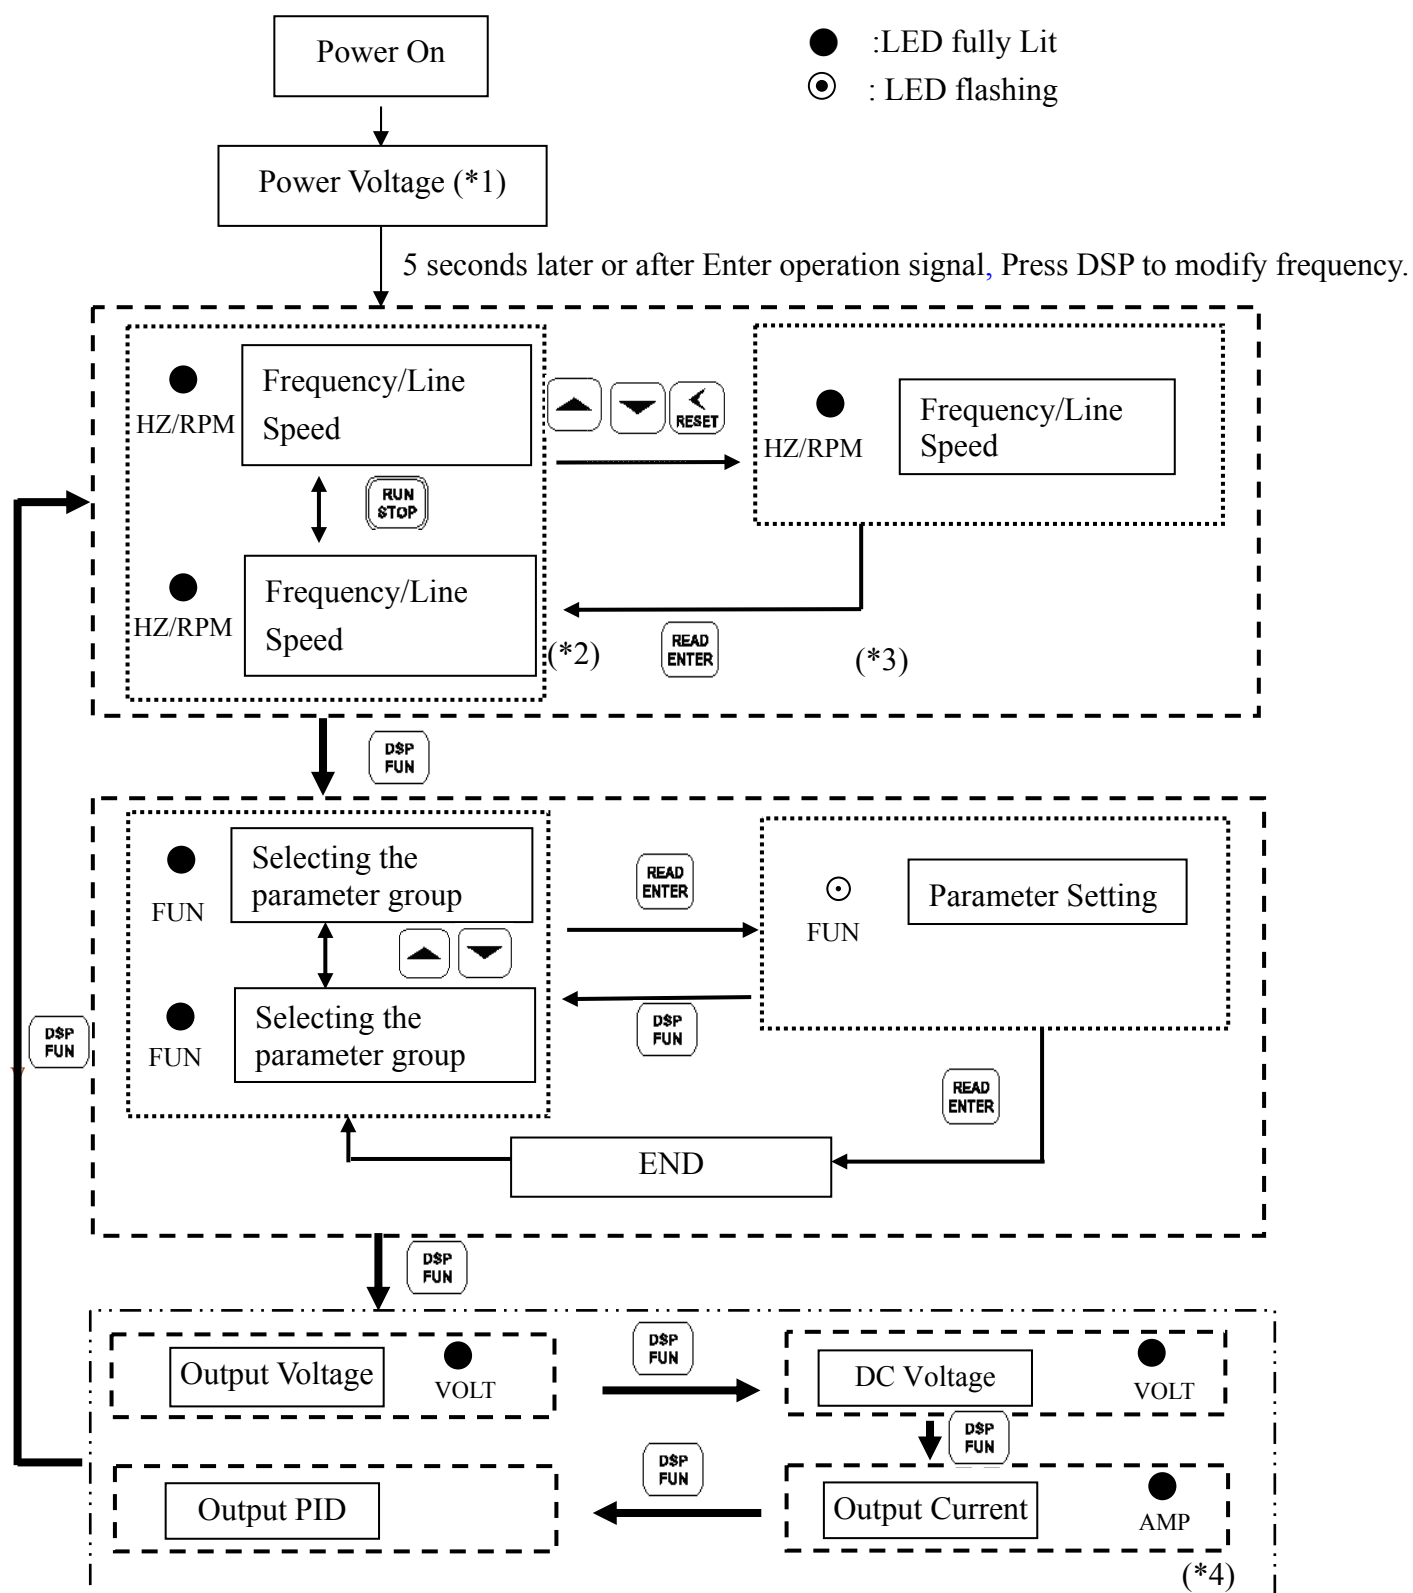 Power On
:LED fully Lit
: LED flashing
Power Voltage (*1)
5 seconds later or after Enter operation signal, Press DSP to modify frequency.
HZ/RPM
Frequency/Line
Speed
RESET
HZ/RPM
Frequency/Line
Speed
RUN
STOP
HZ/RPM
Frequency/Line
Speed
(*2)
READ
ENTER
(*3)
DSP
FUN
FUN
Selecting the
parameter group
READ
ENTER
FUN
Parameter Setting
FUN
Selecting the
parameter group
DSP
FUN
DSP
FUN
READ
ENTER
END
DSP
FUN
Output Voltage
VOLT
DSP
FUN
DC Voltage
VOLT
DSP
FUN
Output PID
DSP
FUN
Output Current
AMP
(*4)